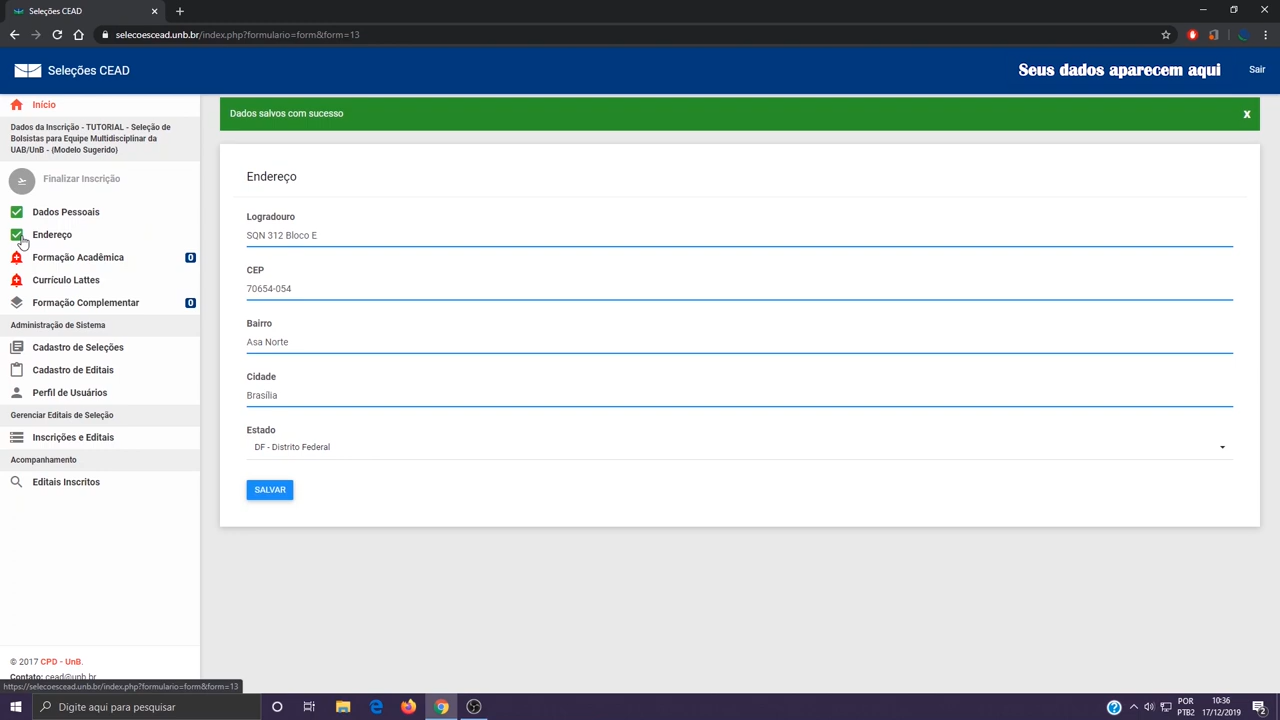 Seleções CEAD
selecoescead.unb.br/index.php?formulario=form&form=13
Seleções CEAD
Seus dados aparecem aqui
Sair
Início
Dados da Inscrição - TUTORIAL - Seleção de
Bolsistas para Equipe Multidisciplinar da
UAB/UnB - (Modelo Sugerido)
Finalizar Inscrição
Dados Pessoais
Endereço
Formação Acadêmica 0
Currículo Lattes
Formação Complementar 0
Administração de Sistema
Cadastro de Seleções
Cadastro de Editais
Perfil de Usuários
Gerenciar Editais de Seleção
Inscrições e Editais
Acompanhamento
Editais Inscritos
© 2017 CPD - UnB.
Contato: cead@unb.br
https://selecoescead.unb.br/index.php?formulario=form&form=13
Dados salvos com sucesso x
Endereço
Logradouro
SQN 312 Bloco E
CEP
70654-054
Bairro
Asa Norte
Cidade
Brasília
Estado
DF - Distrito Federal
SALVAR
Digite aqui para pesquisar
POR
PTB2
10:36
17/12/2019
2